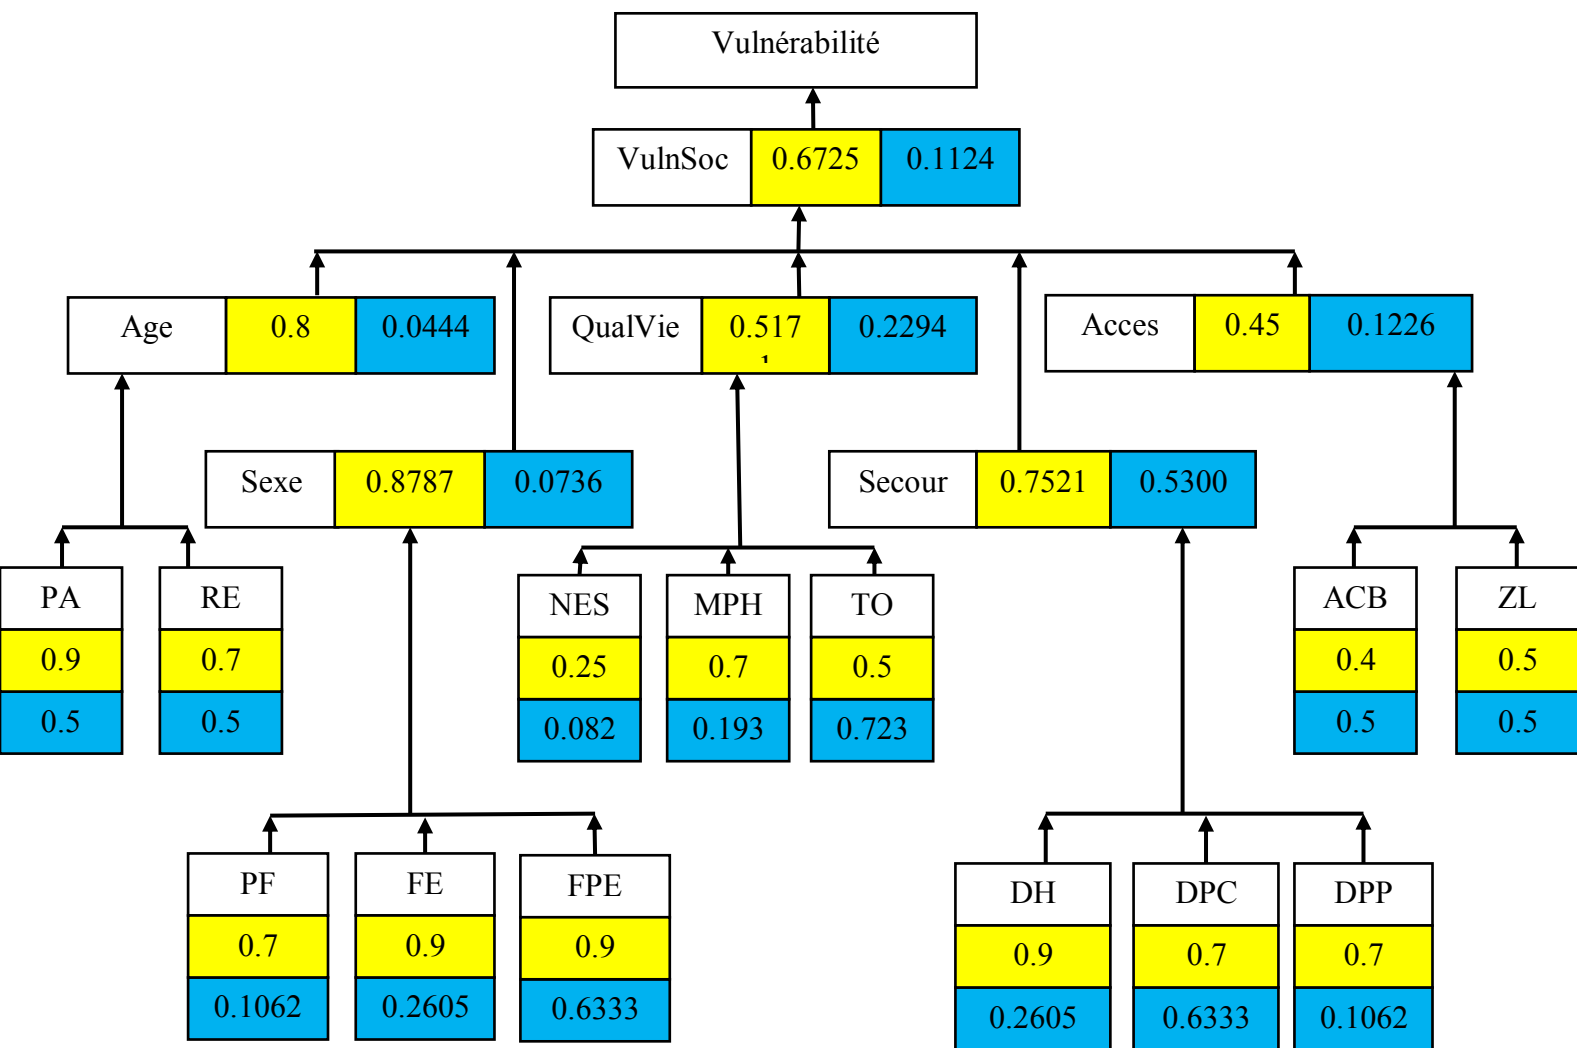 Vulnérabilité
VulnSoc 0.6725 0.1124
Age 0.8 0.0444
QualVie 0.517 0.2294
1
Acces 0.45 0.1226
Sexe 0.8787 0.0736
Secour 0.7521 0.5300
PA
0.9
0.5
RE
0.7
0.5
NES
0.25
0.082
MPH
0.7
0.193
TO
0.5
0.723
ACB
0.4
0.5
ZL
0.5
0.5
PF
0.7
0.1062
FE
0.9
0.2605
FPE
0.9
0.6333
DH
0.9
0.2605
DPC
0.7
0.6333
DPP
0.7
0.1062